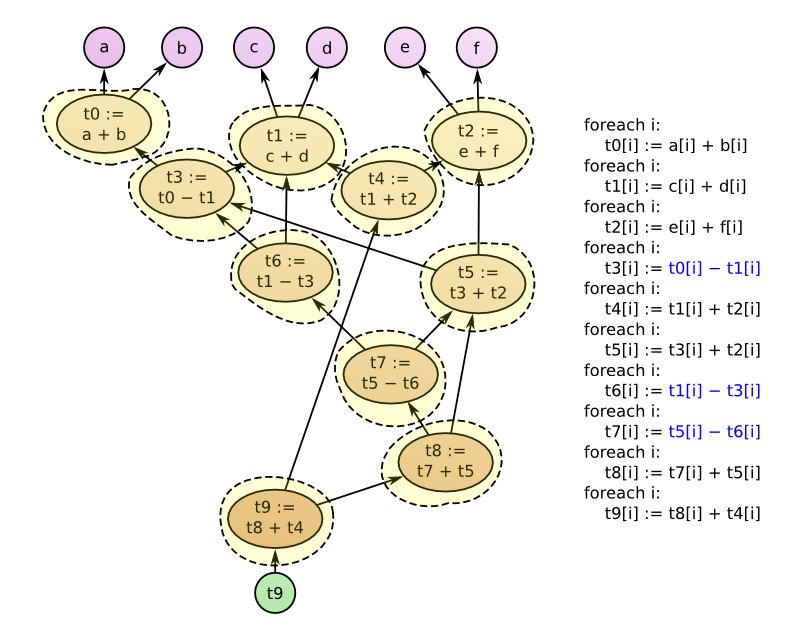 a
b
c
d
e
f
t0 :=
a + b
t1 :=
c + d
t2 :=
e + f
t3 :=
t0 − t1
t4 :=
t1 + t2
t6 :=
t1 − t3
t5 :=
t3 + t2
t7 :=
t5 − t6
t8 :=
t7 + t5
t9 :=
t8 + t4
t9
foreach i:
t0[i] := a[i] + b[i]
foreach i:
t1[i] := c[i] + d[i]
foreach i:
t2[i] := e[i] + f[i]
foreach i:
t3[i] := t0[i] − t1[i]
foreach i:
t4[i] := t1[i] + t2[i]
foreach i:
t5[i] := t3[i] + t2[i]
foreach i:
t6[i] := t1[i] − t3[i]
foreach i:
t7[i] := t5[i] − t6[i]
foreach i:
t8[i] := t7[i] + t5[i]
foreach i:
t9[i] := t8[i] + t4[i]